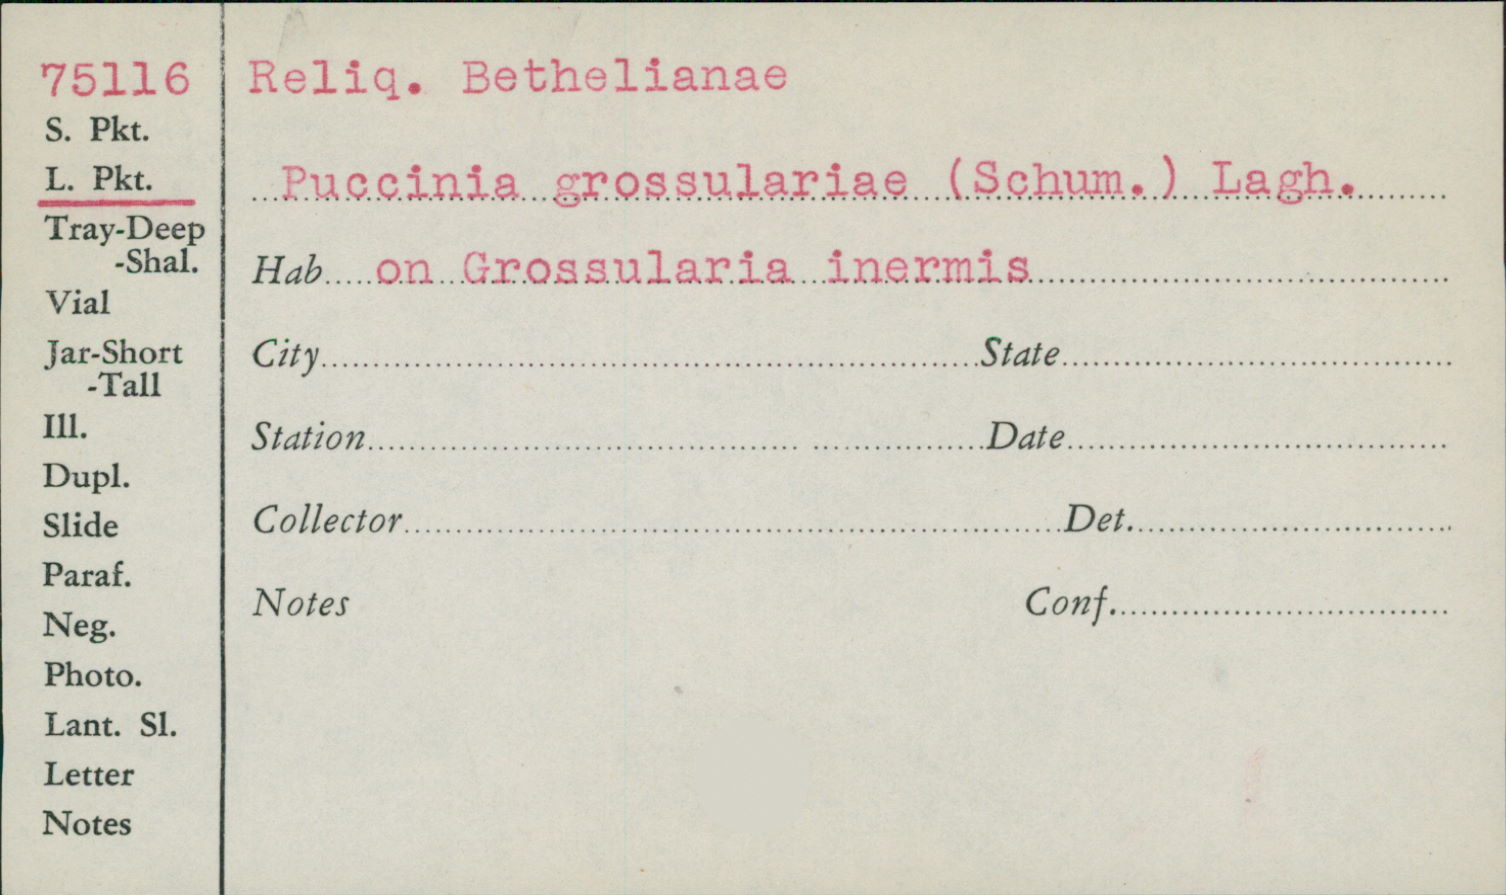 75116
S. Pkt.
L. Pkt.
Tray-Deep
-Shal.
Vial
Jar-Short
-Tall
Ill.
Dupl.
Slide
Paraf.
Neg.
Photo.
Lant. Sl.
Letter
Notes
Reliq. Bethelianae
Puccinia grossulariae (Schum.) Lagh.
Hab on Grossularia inermis
City State
Station Date
Collector Det.
Notes Conf.